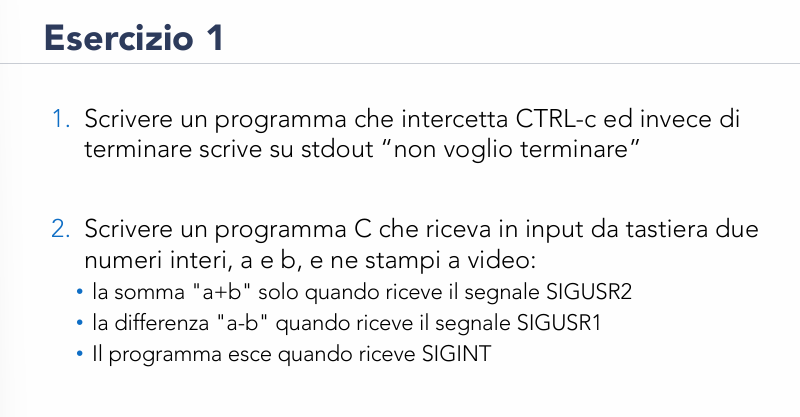 Esercizio 1
1. Scrivere un programma che intercetta CTRL-c ed invece di
terminare scrive su stdout “non voglio terminare”
2. Scrivere un programma C che riceva in input da tastiera due
numeri interi, a e b, e ne stampi a video:
• la somma "a+b" solo quando riceve il segnale SIGUSR2
• la differenza "a-b" quando riceve il segnale SIGUSR1
• Il programma esce quando riceve SIGINT